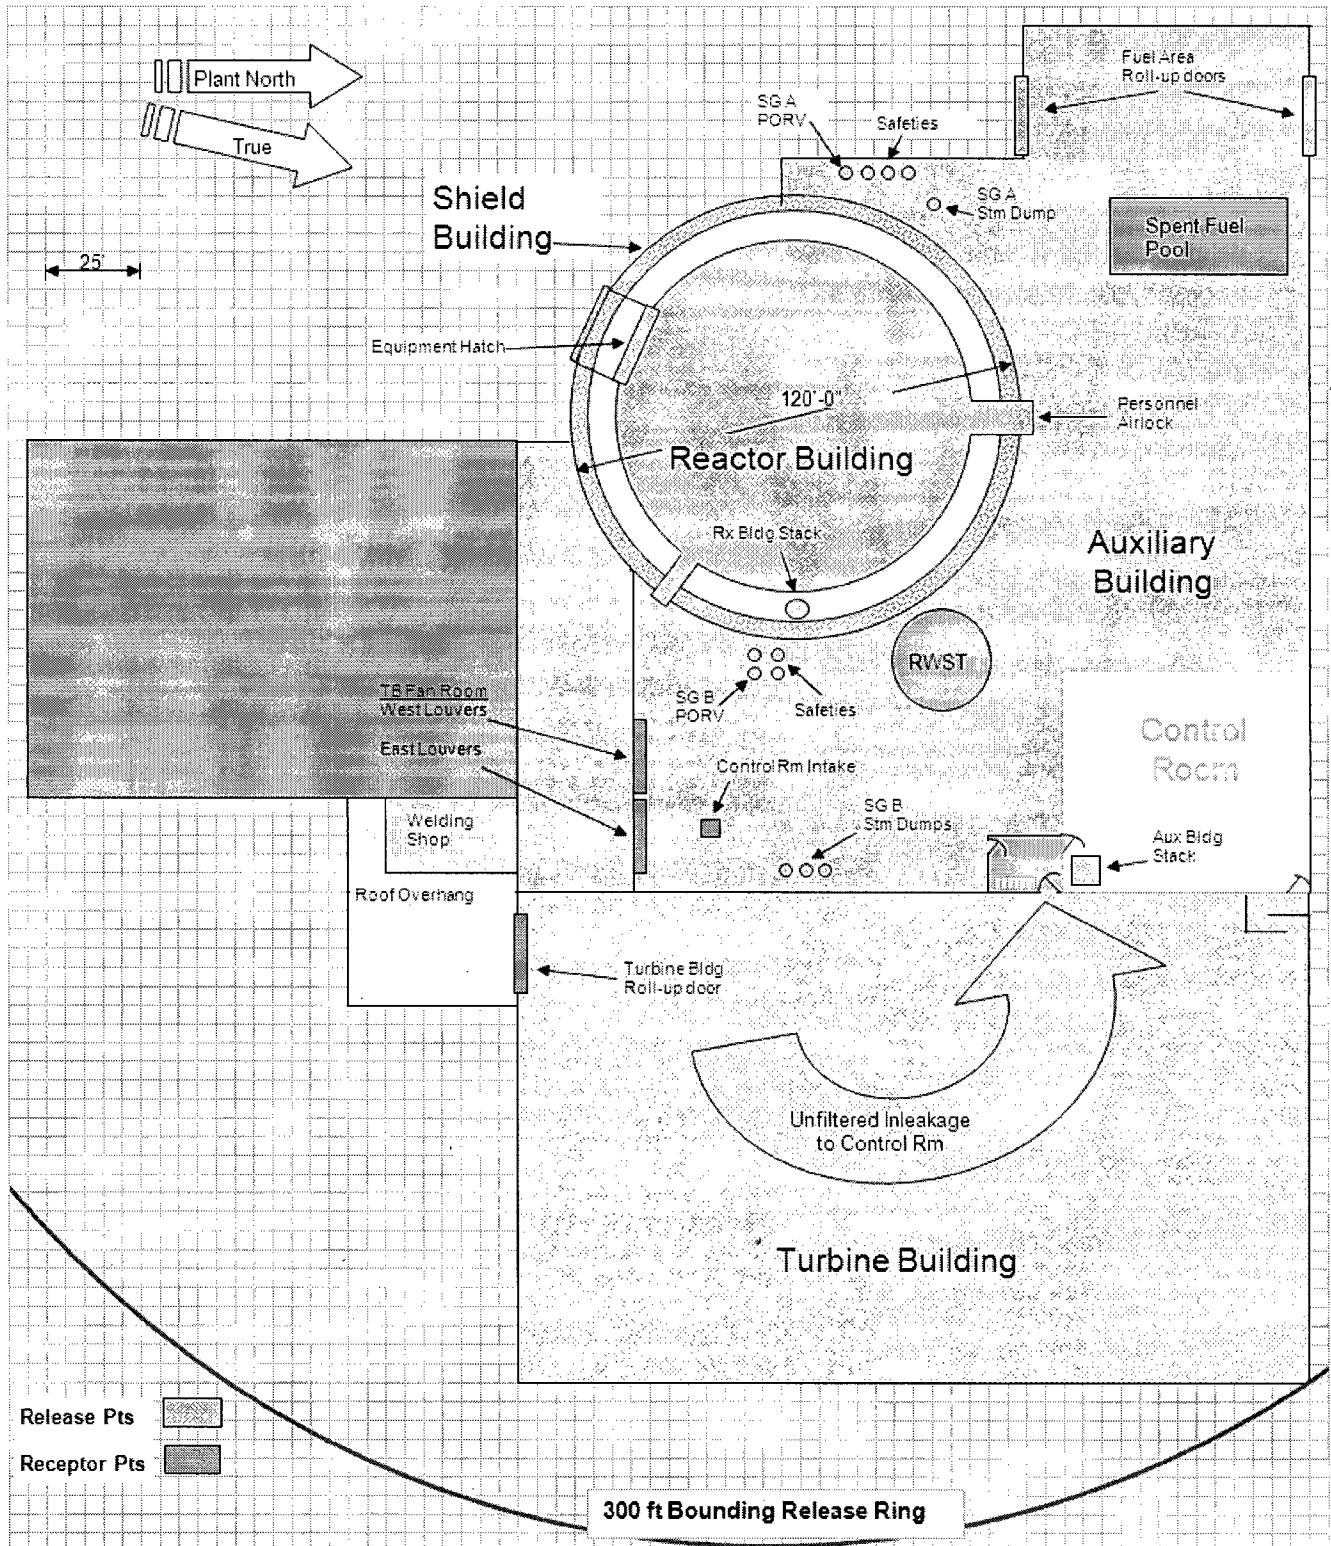 Plant North
True
25'
Fuel Area
Roll-up doors
SG A
PORV
Safeties
Shield
Building
SG A
Stm Dump
Spent Fuel
Pool
Equipment Hatch
120'-0"
Personnel
Airlock
Reactor Building
Rx Bldg Stack
Auxiliary
Building
RWST
TB Fan Room
West Louvers
East Louvers
SG B
PORV
Safeties
Control
Room
Control Rm Intake
SG B
Stm Dumps
Welding
Shop
Aux Bldg
Stack
Roof Overhang
Turbine Bldg
Roll-up door
Unfiltered Inleakage
to Control Rm
Turbine Building
Release Pts
Receptor Pts
300 ft Bounding Release Ring